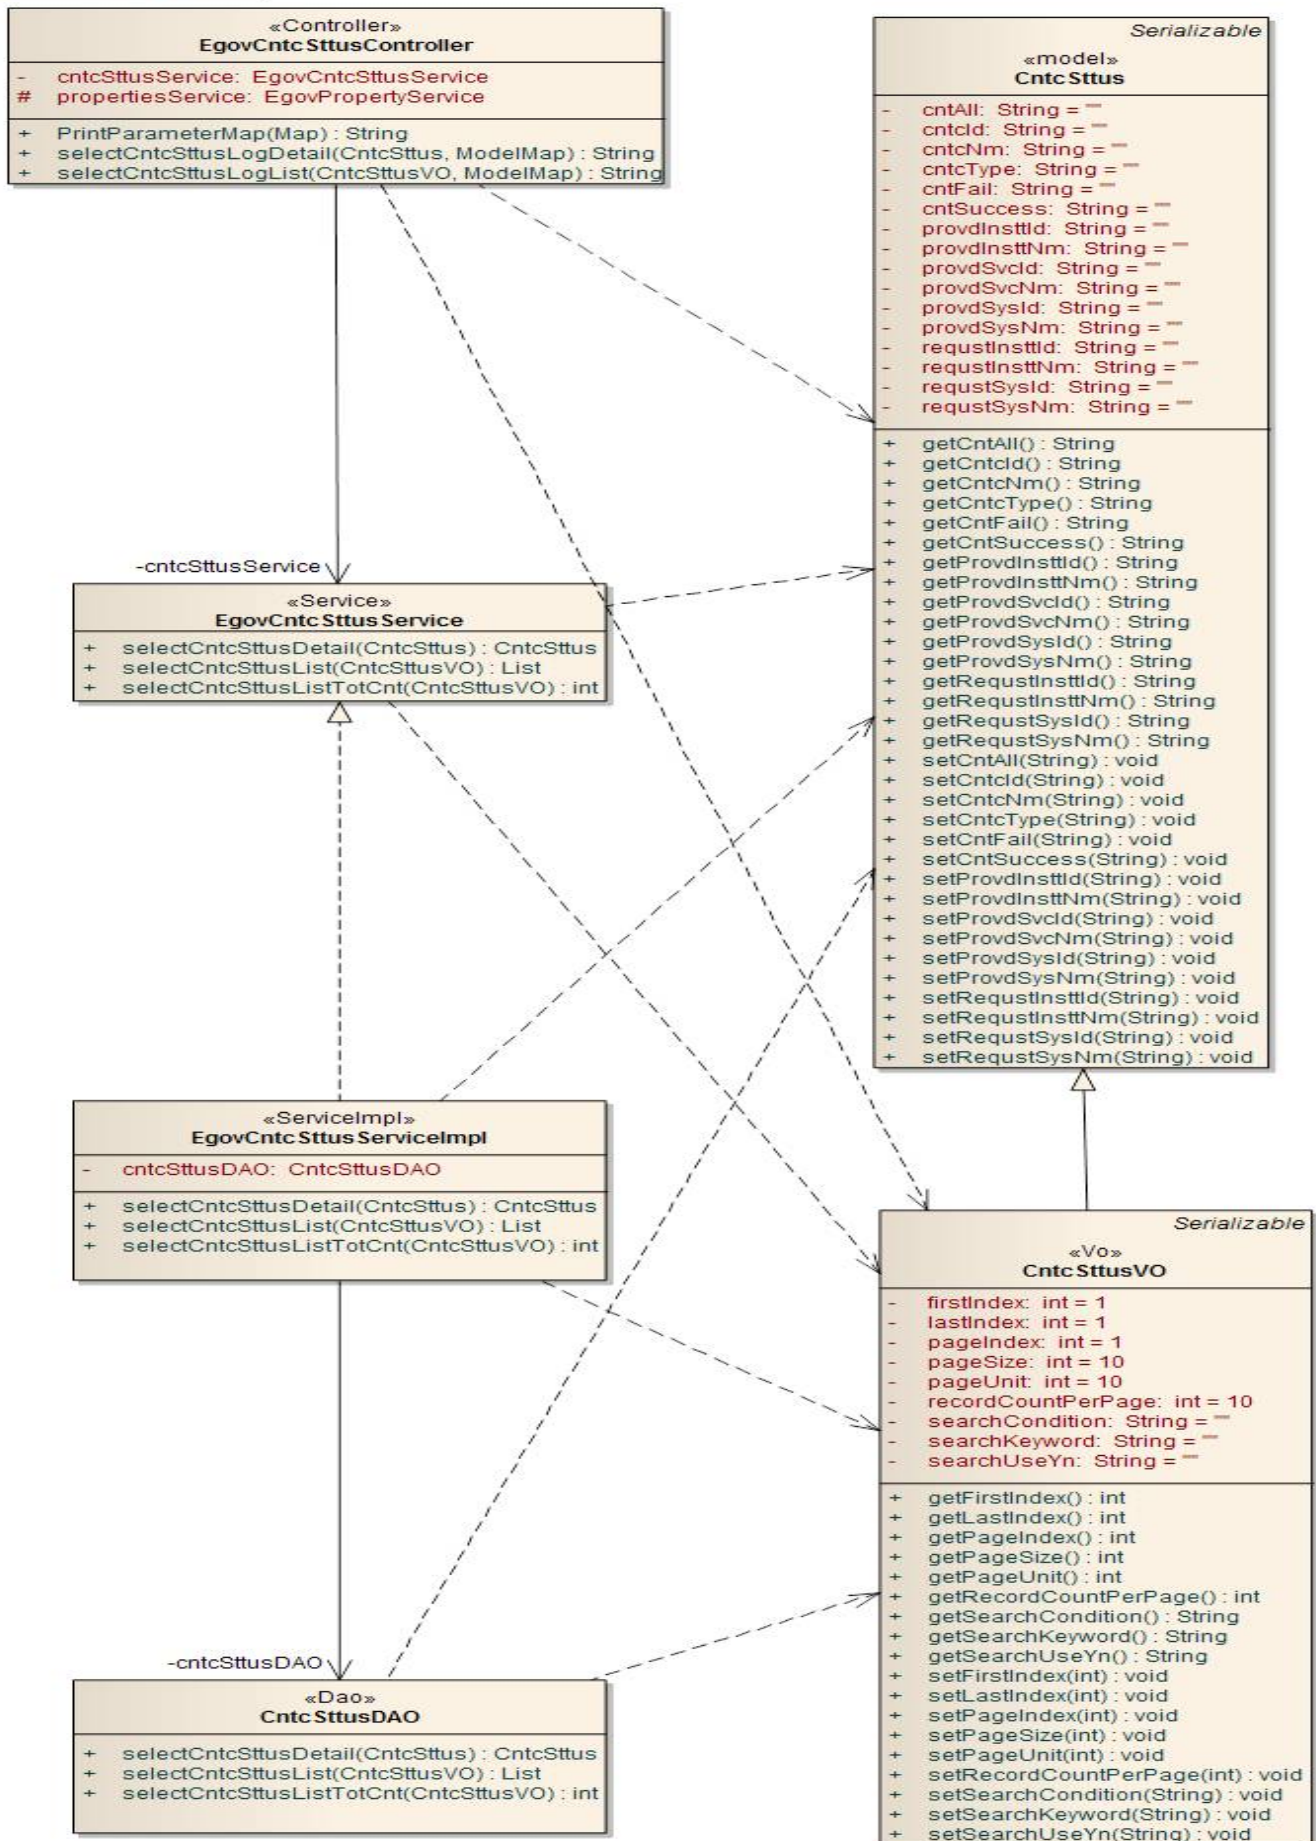 «Controller»
EgovCntcSttusController
- cntcSttusService: EgovCntcSttusService
# propertiesService: EgovPropertyService
+ PrintParameterMap(Map) : String
+ selectCntcSttusLogDetail(CntcSttus, ModelMap) : String
+ selectCntcSttusLogList(CntcSttusVO, ModelMap) : String
-cntcSttusService
«Service»
EgovCntcSttusService
+ selectCntcSttusDetail(CntcSttus) : CntcSttus
+ selectCntcSttusList(CntcSttusVO) : List
+ selectCntcSttusListTotCnt(CntcSttusVO) : int
«ServiceImpl»
EgovCntcSttusServiceImpl
- cntcSttusDAO: CntcSttusDAO
+ selectCntcSttusDetail(CntcSttus) : CntcSttus
+ selectCntcSttusList(CntcSttusVO) : List
+ selectCntcSttusListTotCnt(CntcSttusVO) : int
-cntcSttusDAO
«Dao»
CntcSttusDAO
+ selectCntcSttusDetail(CntcSttus) : CntcSttus
+ selectCntcSttusList(CntcSttusVO) : List
+ selectCntcSttusListTotCnt(CntcSttusVO) : int
Serializable
«model»
CntcSttus
- cntAll: String = ""
- cntcId: String = ""
- cntcNm: String = ""
- cntcType: String = ""
- cntFail: String = ""
- cntSuccess: String = ""
- provdInsttId: String = ""
- provdInsttNm: String = ""
- provdSvcId: String = ""
- provdSvcNm: String = ""
- provdSysId: String = ""
- provdSysNm: String = ""
- requstInsttId: String = ""
- requstInsttNm: String = ""
- requstSysId: String = ""
- requstSysNm: String = ""
+ getCntAll() : String
+ getCntcId() : String
+ getCntcNm() : String
+ getCntcType() : String
+ getCntFail() : String
+ getCntSuccess() : String
+ getProvdInsttId() : String
+ getProvdInsttNm() : String
+ getProvdSvcId() : String
+ getProvdSvcNm() : String
+ getProvdSysId() : String
+ getProvdSysNm() : String
+ getRequstInsttId() : String
+ getRequstInsttNm() : String
+ getRequstSysId() : String
+ getRequstSysNm() : String
+ setCntAll(String) : void
+ setCntcId(String) : void
+ setCntcNm(String) : void
+ setCntcType(String) : void
+ setCntFail(String) : void
+ setCntSuccess(String) : void
+ setProvdInsttId(String) : void
+ setProvdInsttNm(String) : void
+ setProvdSvcId(String) : void
+ setProvdSvcNm(String) : void
+ setProvdSysId(String) : void
+ setProvdSysNm(String) : void
+ setRequstInsttId(String) : void
+ setRequstInsttNm(String) : void
+ setRequstSysId(String) : void
+ setRequstSysNm(String) : void
Serializable
«Vo»
CntcSttusVO
- firstIndex: int = 1
- lastIndex: int = 1
- pageIndex: int = 1
- pageSize: int = 10
- pageUnit: int = 10
- recordCountPerPage: int = 10
- searchCondition: String = ""
- searchKeyword: String = ""
- searchUseYn: String = ""
+ getFirstIndex() : int
+ getLastIndex() : int
+ getPageIndex() : int
+ getPageSize() : int
+ getPageUnit() : int
+ getRecordCountPerPage() : int
+ getSearchCondition() : String
+ getSearchKeyword() : String
+ getSearchUseYn() : String
+ setFirstIndex(int) : void
+ setLastIndex(int) : void
+ setPageIndex(int) : void
+ setPageSize(int) : void
+ setPageUnit(int) : void
+ setRecordCountPerPage(int) : void
+ setSearchCondition(String) : void
+ setSearchKeyword(String) : void
+ setSearchUseYn(String) : void